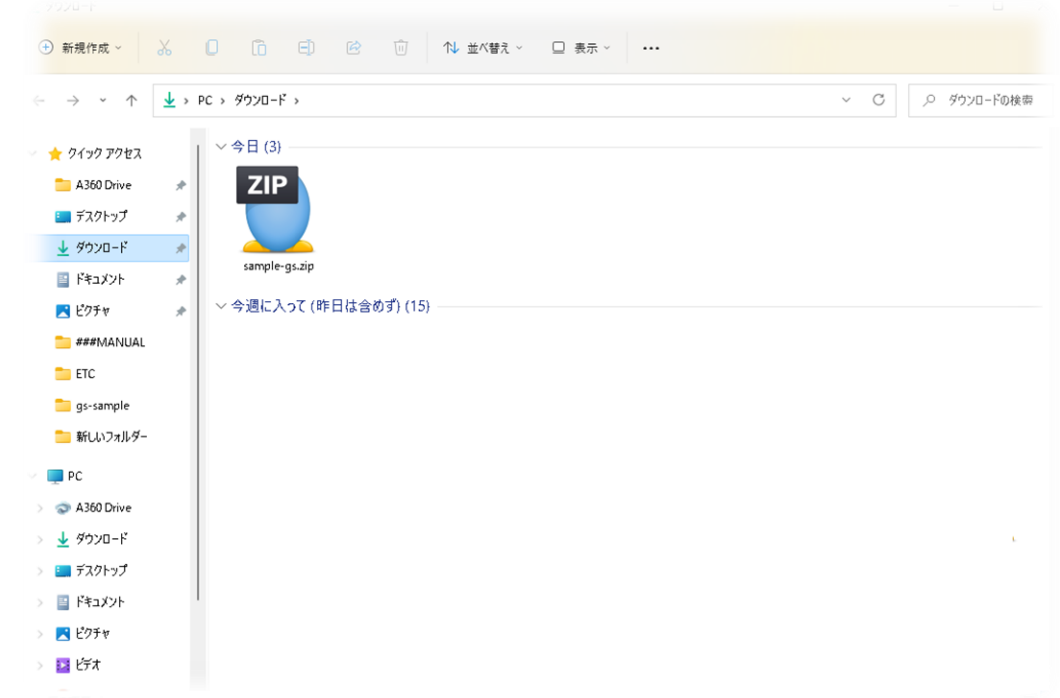 ダウンロード
新規作成
並べ替え
表示
PC › ダウンロード ›
ダウンロードの検索
クイック アクセス
A360 Drive
デスクトップ
ダウンロード
ドキュメント
ピクチャ
###MANUAL
ETC
gs-sample
新しいフォルダー
PC
A360 Drive
ダウンロード
デスクトップ
ドキュメント
ピクチャ
ビデオ
今日 (3)
ZIP
sample-gs.zip
今週に入って (昨日は含めず) (15)